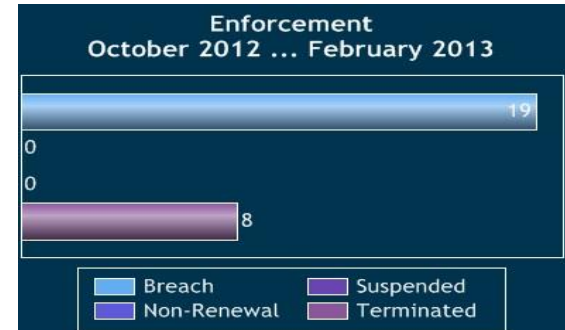 Enforcement
October 2012 ... February 2013
19
0
0
8
Breach Suspended
Non-Renewal Terminated